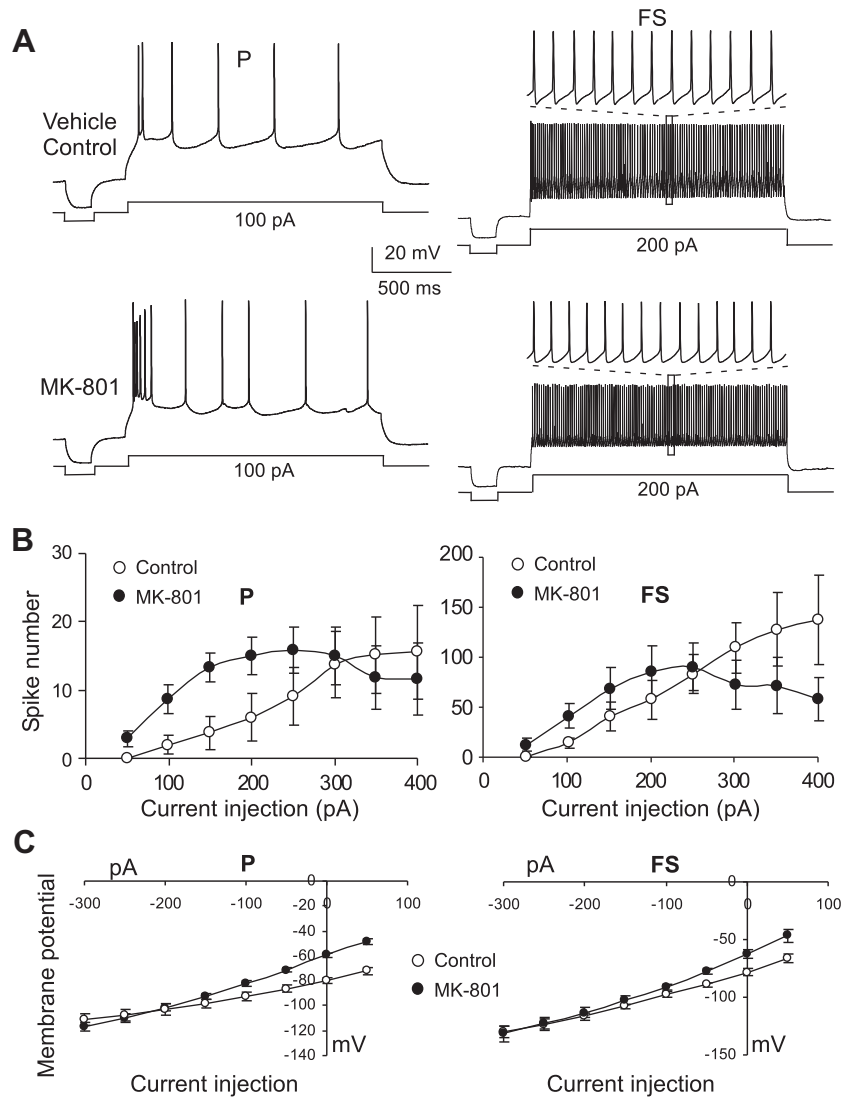 A
P
FS
Vehicle
Control
100 pA
200 pA
20 mV
500 ms
MK-801
100 pA
200 pA
B
30
20
10
0
Spike number
Control
MK-801
P
0 100 200 300 400
Current injection (pA)
200
150
100
50
0
Control
MK-801
FS
0 100 200 300 400
Current injection (pA)
C
pA
P
0
-300 -200 -100 0 100
-20
-40
-60
-80
-100
-120
-140
mV
Membrane potential
Current injection
Control
MK-801
pA
FS
0
-300 -200 -100 0 100
-50
-100
-150
mV
Current injection